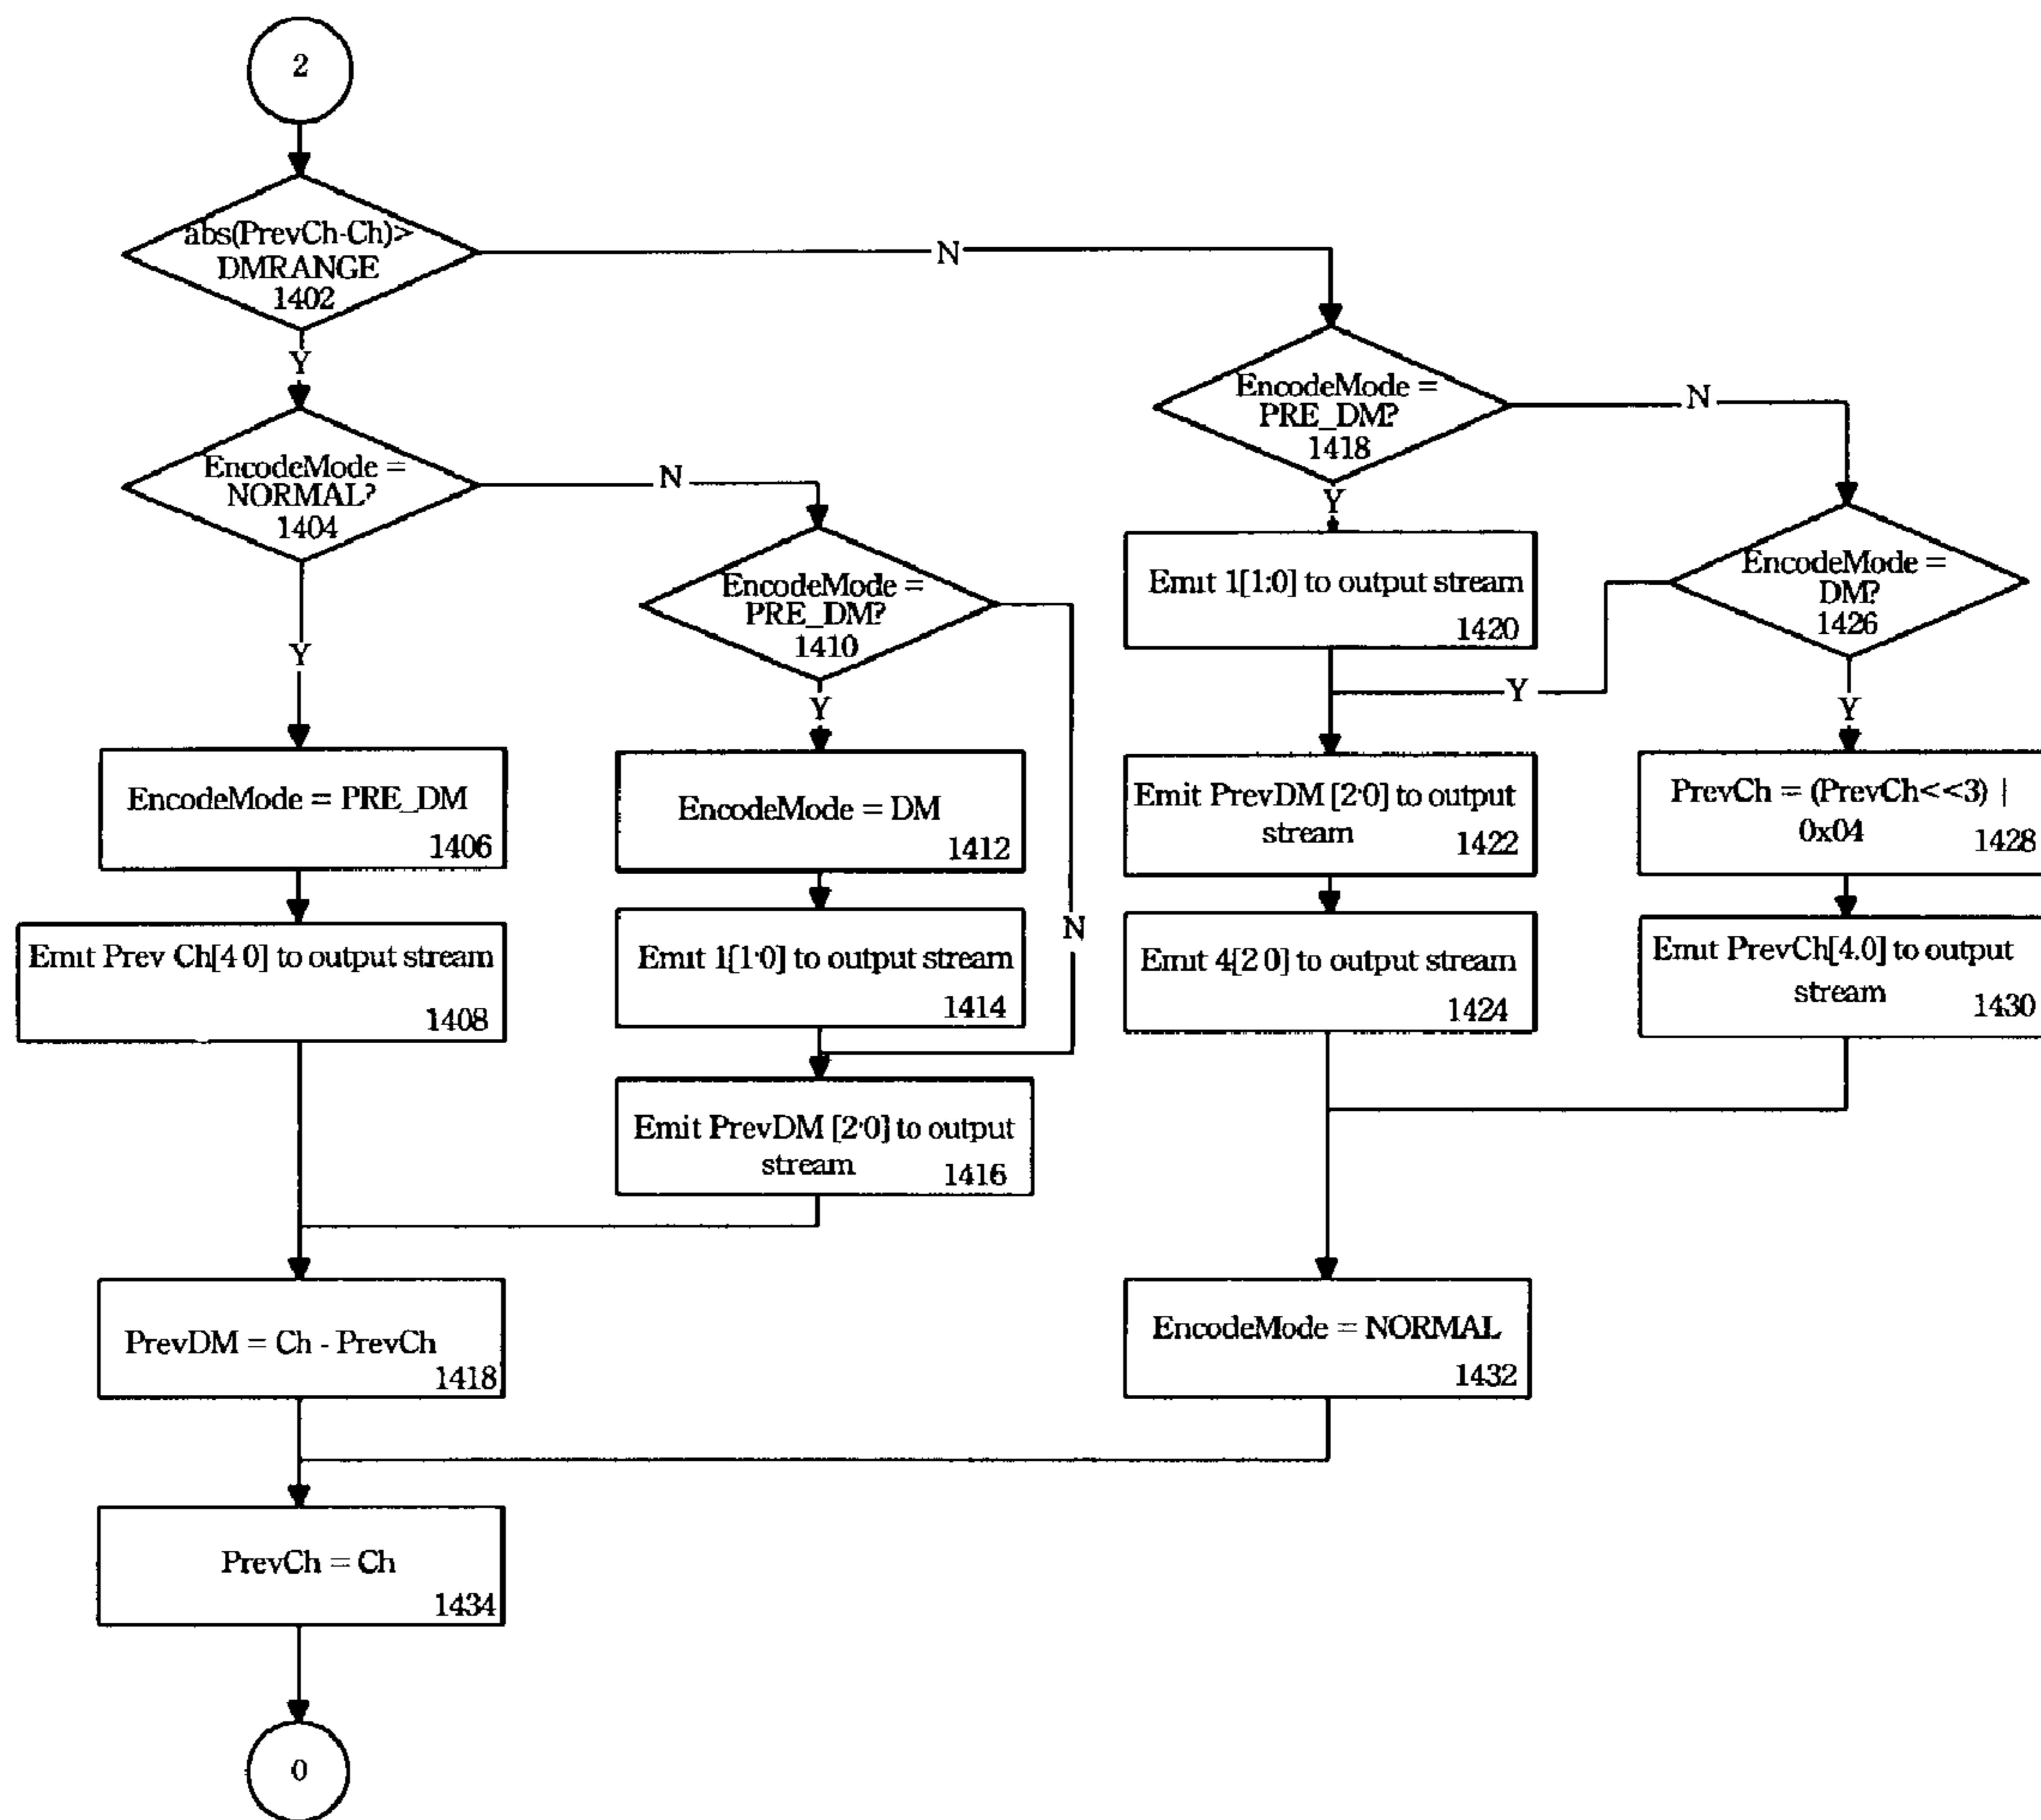 2
abs(PrevCh-Ch)>
DMRANGE
1402
N
Y
EncodeMode =
NORMAL?
1404
N
Y
EncodeMode = PRE_DM
1406
Emit Prev Ch[4 0] to output stream
1408
EncodeMode =
PRE_DM?
1410
N
Y
EncodeMode = DM
1412
Emit 1[1·0] to output stream
1414
Emit PrevDM [2·0] to output
stream
1416
PrevDM = Ch - PrevCh
1418
EncodeMode =
PRE_DM?
1418
N
Y
Emit 1[1:0] to output stream
1420
Y
Emit PrevDM [2·0] to output
stream
1422
Emit 4[2 0] to output stream
1424
EncodeMode =
DM?
1426
Y
PrevCh = (PrevCh<<3) |
0x04
1428
Emit PrevCh[4.0] to output
stream
1430
EncodeMode = NORMAL
1432
PrevCh = Ch
1434
0